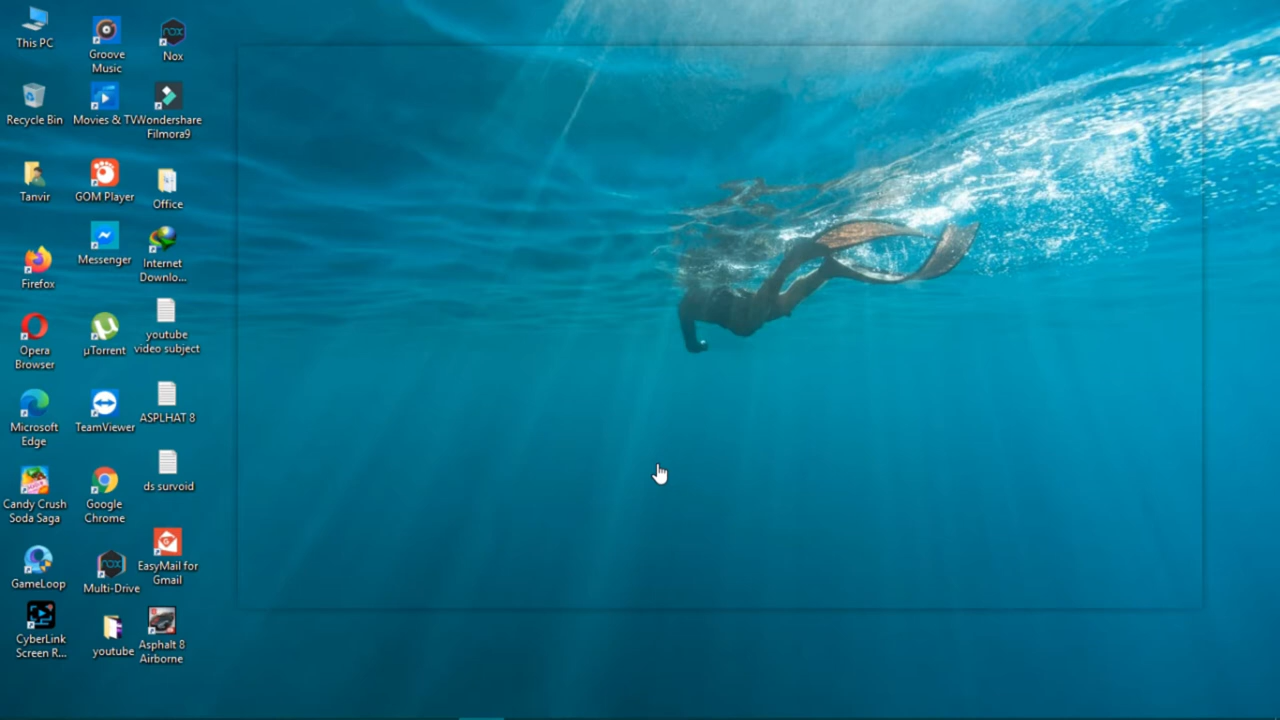 This PC
Groove
Music
Nox
Recycle Bin
Movies & TV
Wondershare
Filmora9
Tanvir
GOM Player
Office
Firefox
Messenger
Internet
Downlo...
Opera
Browser
µTorrent
youtube
video subject
Microsoft
Edge
TeamViewer
ASPLHAT 8
Candy Crush
Soda Saga
Google
Chrome
ds survoid
GameLoop
nox
Multi-Drive
EasyMail for
Gmail
CyberLink
Screen R...
youtube
Asphalt 8
Airborne